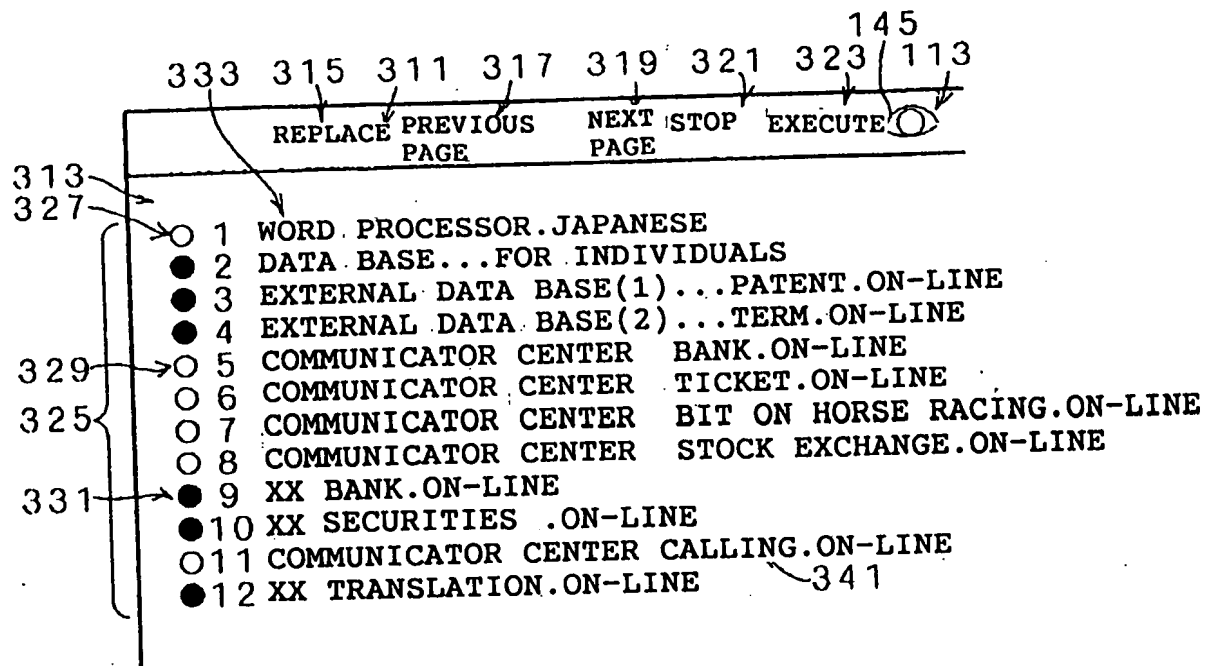 145
333 315 311 317 319 321 323 113
REPLACE PREVIOUS PAGE NEXT PAGE STOP EXECUTE
313
327
1 WORD PROCESSOR.JAPANESE
2 DATA BASE...FOR INDIVIDUALS
3 EXTERNAL DATA BASE(1)...PATENT.ON-LINE
4 EXTERNAL DATA BASE(2)...TERM.ON-LINE
329 5 COMMUNICATOR CENTER BANK.ON-LINE
6 COMMUNICATOR CENTER TICKET.ON-LINE
325 7 COMMUNICATOR CENTER BIT ON HORSE RACING.ON-LINE
8 COMMUNICATOR CENTER STOCK EXCHANGE.ON-LINE
331 9 XX BANK.ON-LINE
10 XX SECURITIES .ON-LINE
11 COMMUNICATOR CENTER CALLING.ON-LINE
341
12 XX TRANSLATION.ON-LINE